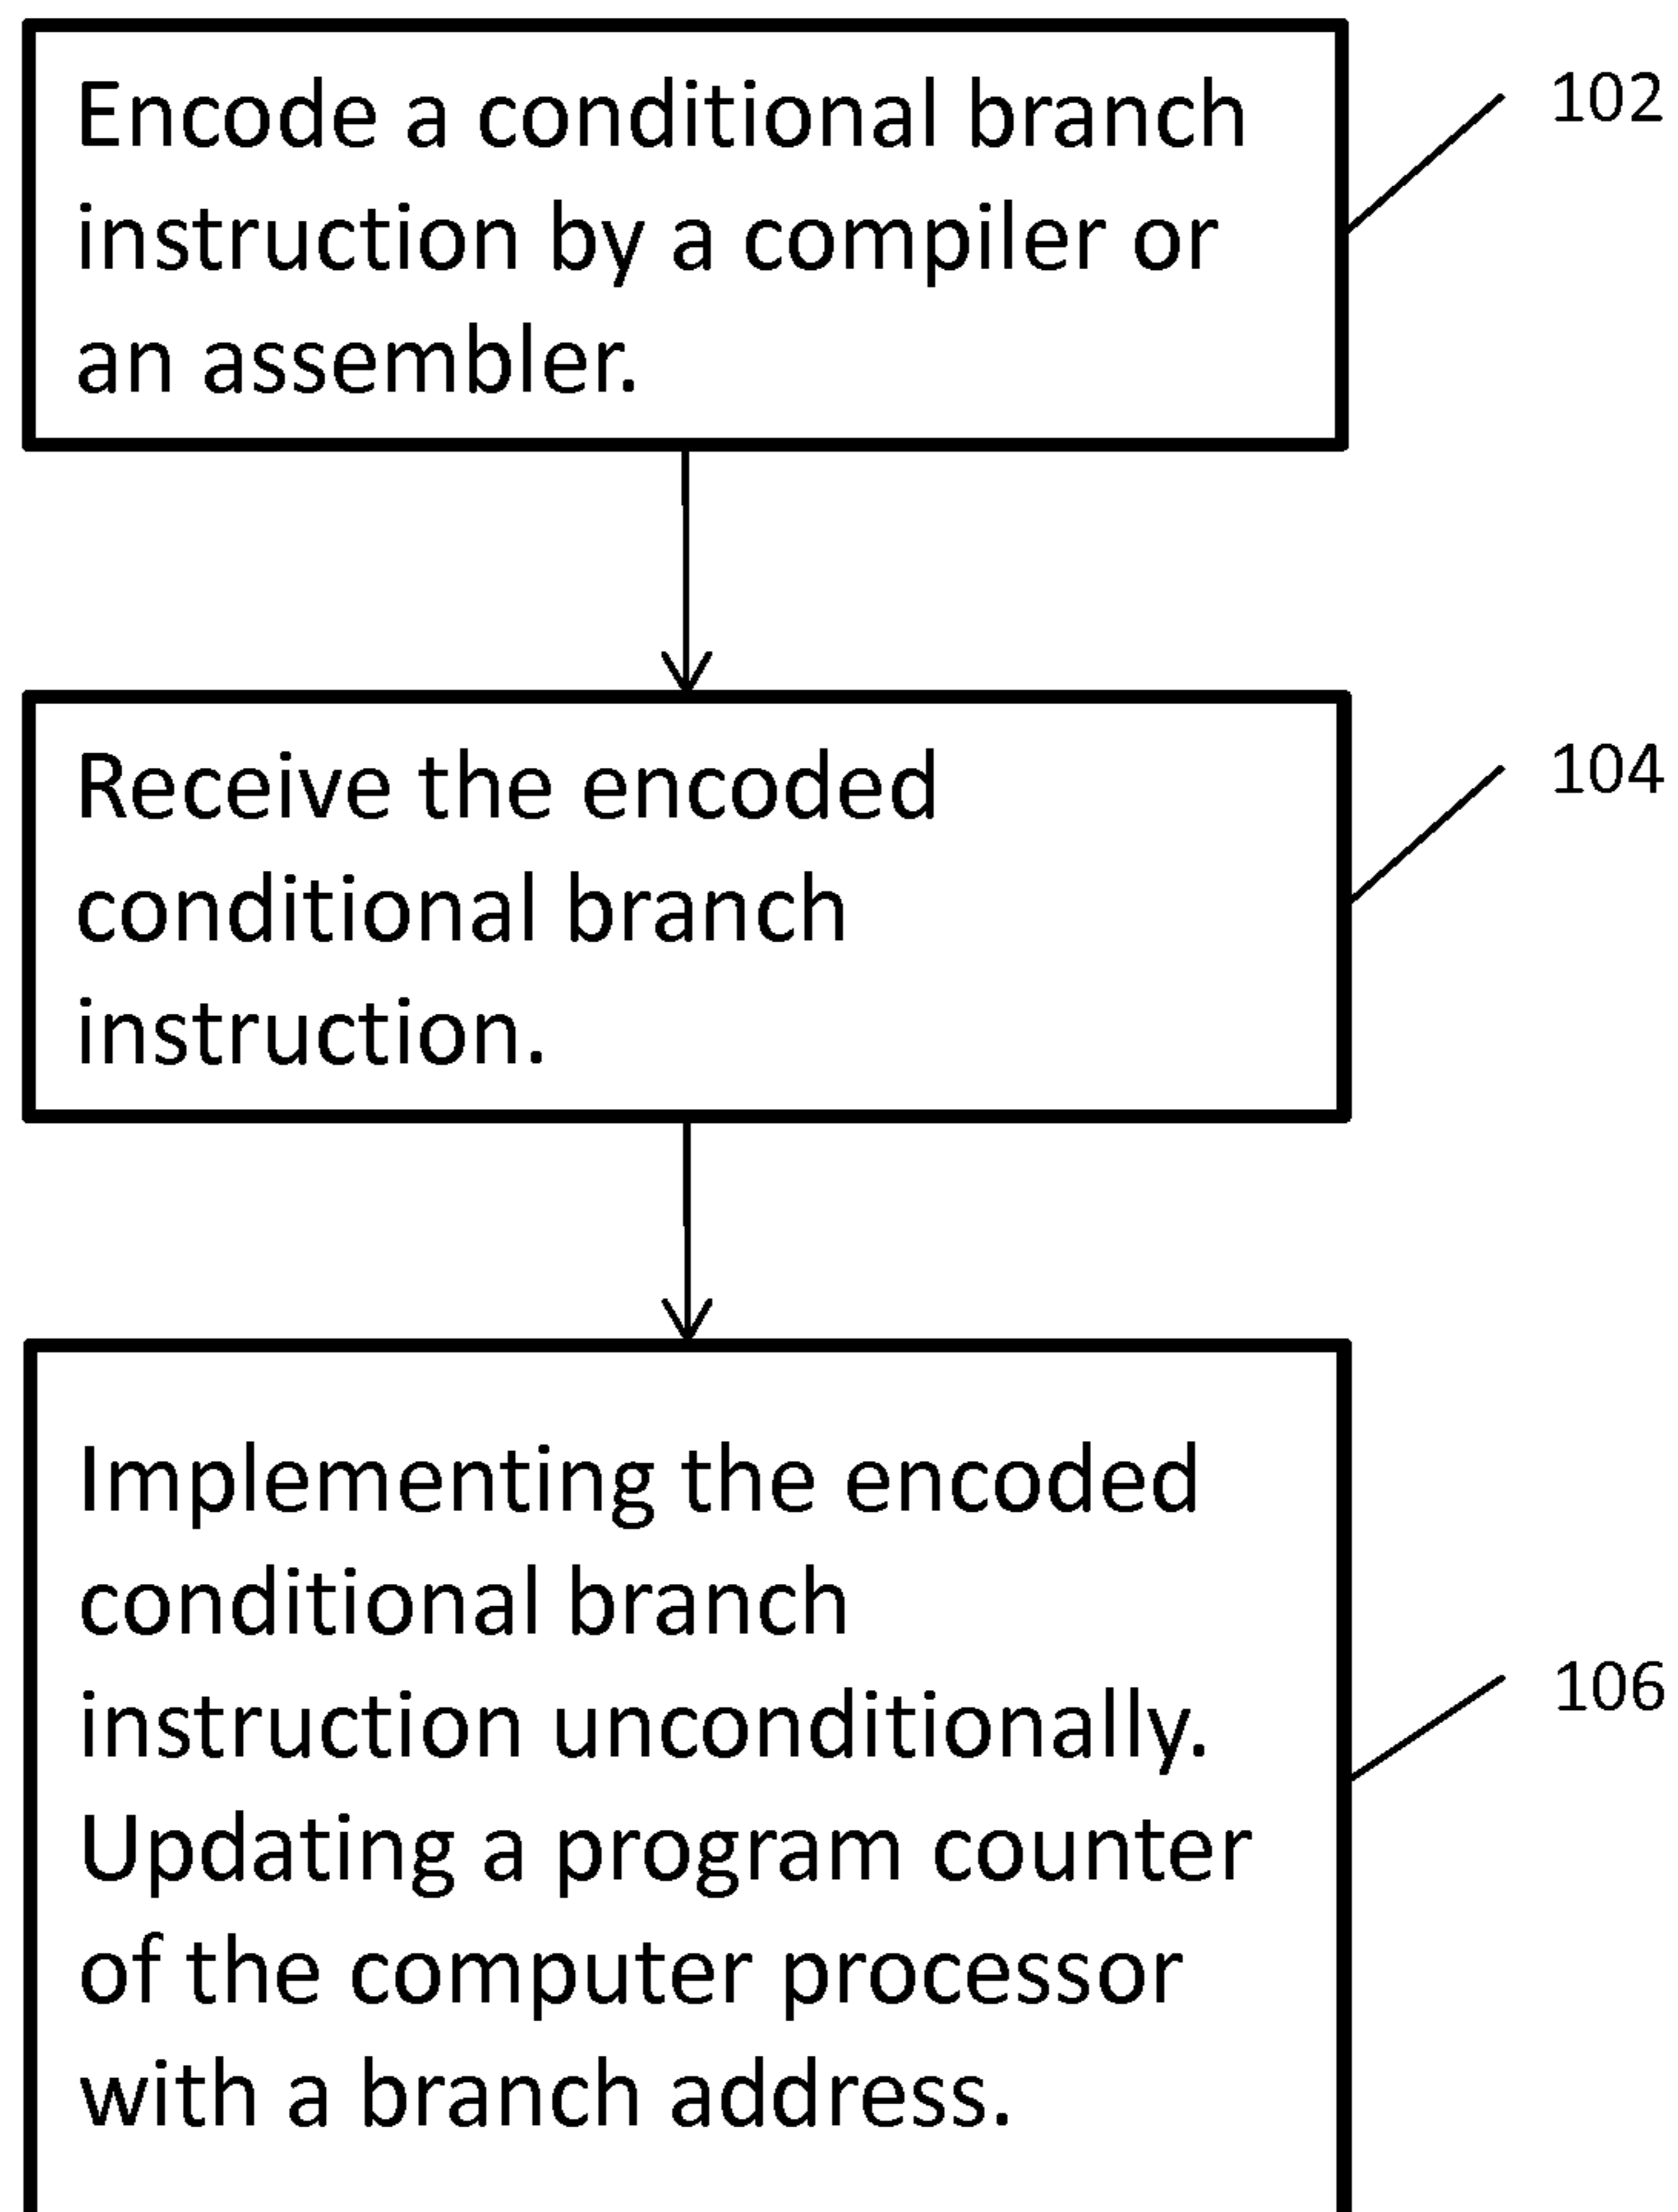 Encode a conditional branch
instruction by a compiler or
an assembler.
102
Receive the encoded
conditional branch
instruction.
104
Implementing the encoded
conditional branch
instruction unconditionally.
Updating a program counter
of the computer processor
with a branch address.
106